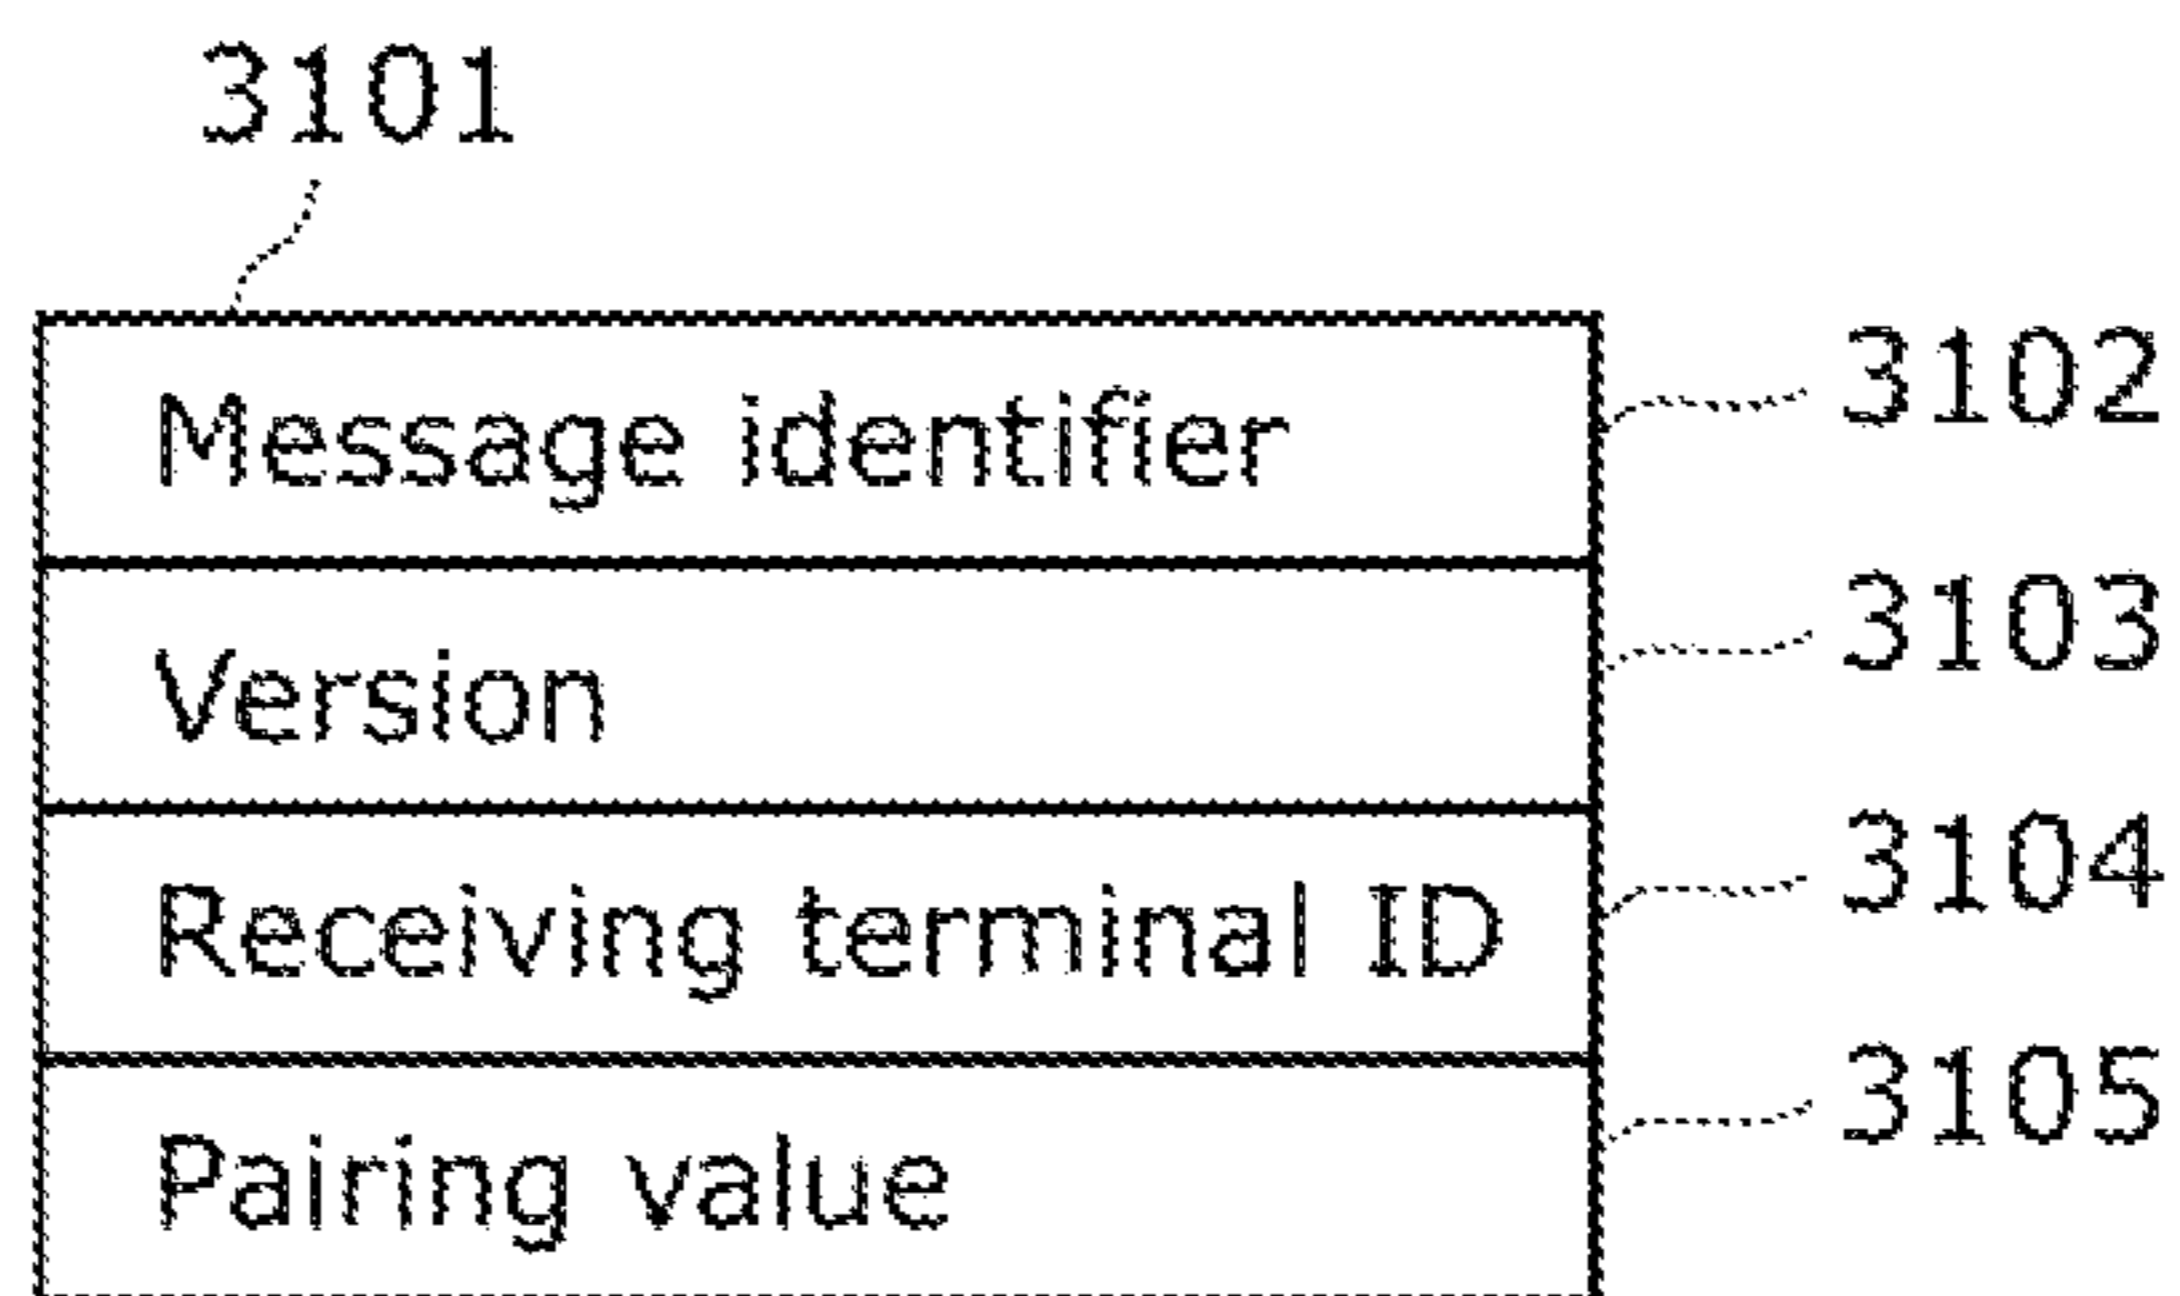 3101
Message identifier 3102
Version 3103
Receiving terminal ID 3104
Pairing value 3105